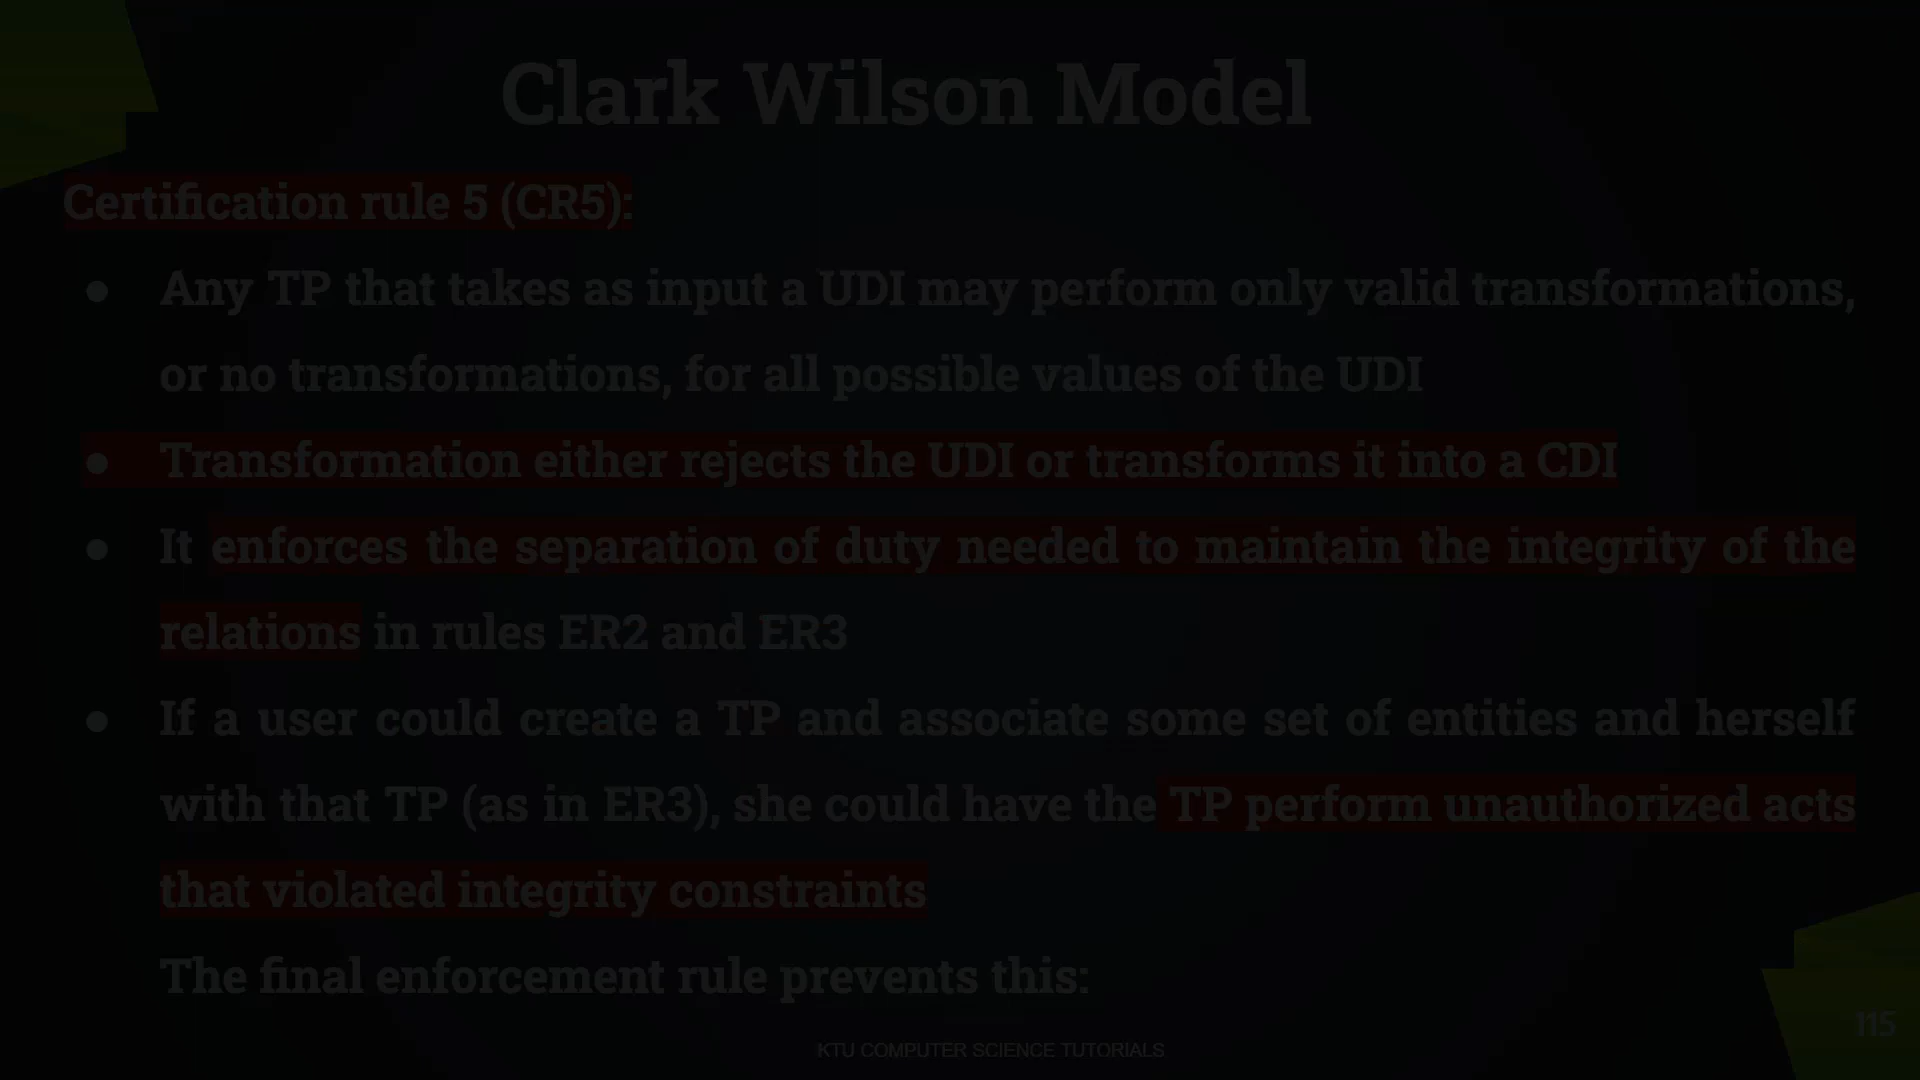 Clark Wilson Model
Certification rule 5 (CR5):
● Any TP that takes as input a UDI may perform only valid transformations,
or no transformations, for all possible values of the UDI
● Transformation either rejects the UDI or transforms it into a CDI
● It enforces the separation of duty needed to maintain the integrity of the
relations in rules ER2 and ER3
● If a user could create a TP and associate some set of entities and herself
with that TP (as in ER3), she could have the TP perform unauthorized acts
that violated integrity constraints
The final enforcement rule prevents this:
115
KTU COMPUTER SCIENCE TUTORIALS